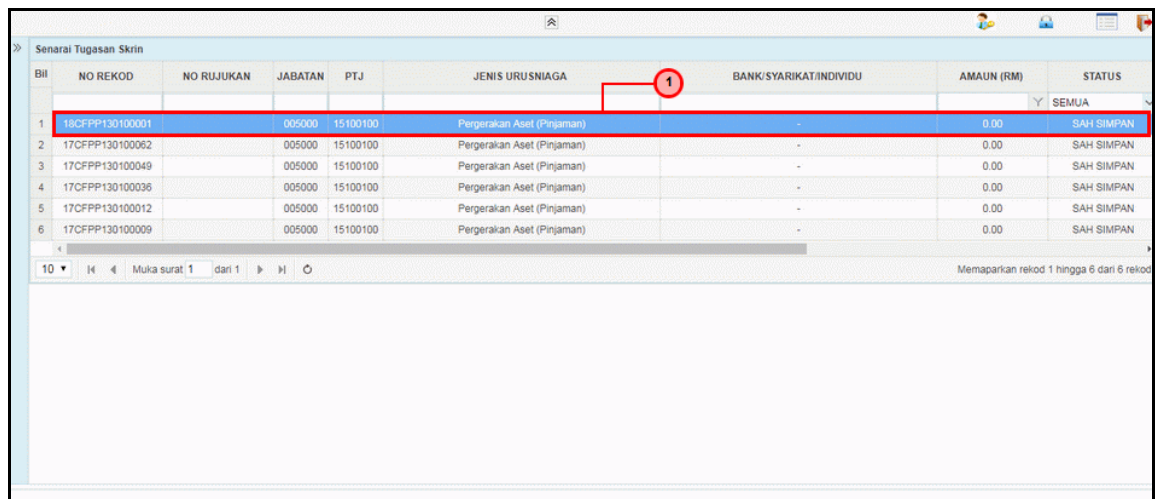 Senarai Tugasan Skrin
Bil NO REKOD NO RUJUKAN JABATAN PTJ JENIS URUSNIAGA BANK/SYARIKAT/INDIVIDU AMAUN (RM) STATUS
1
SEMUA
1 18CFPP130100001 005000 15100100 Pergerakan Aset (Pinjaman) - 0.00 SAH SIMPAN
2 17CFPP130100062 005000 15100100 Pergerakan Aset (Pinjaman) - 0.00 SAH SIMPAN
3 17CFPP130100049 005000 15100100 Pergerakan Aset (Pinjaman) - 0.00 SAH SIMPAN
4 17CFPP130100036 005000 15100100 Pergerakan Aset (Pinjaman) - 0.00 SAH SIMPAN
5 17CFPP130100012 005000 15100100 Pergerakan Aset (Pinjaman) - 0.00 SAH SIMPAN
6 17CFPP130100009 005000 15100100 Pergerakan Aset (Pinjaman) - 0.00 SAH SIMPAN
10 Muka surat 1 dari 1 Memaparkan rekod 1 hingga 6 dari 6 rekod